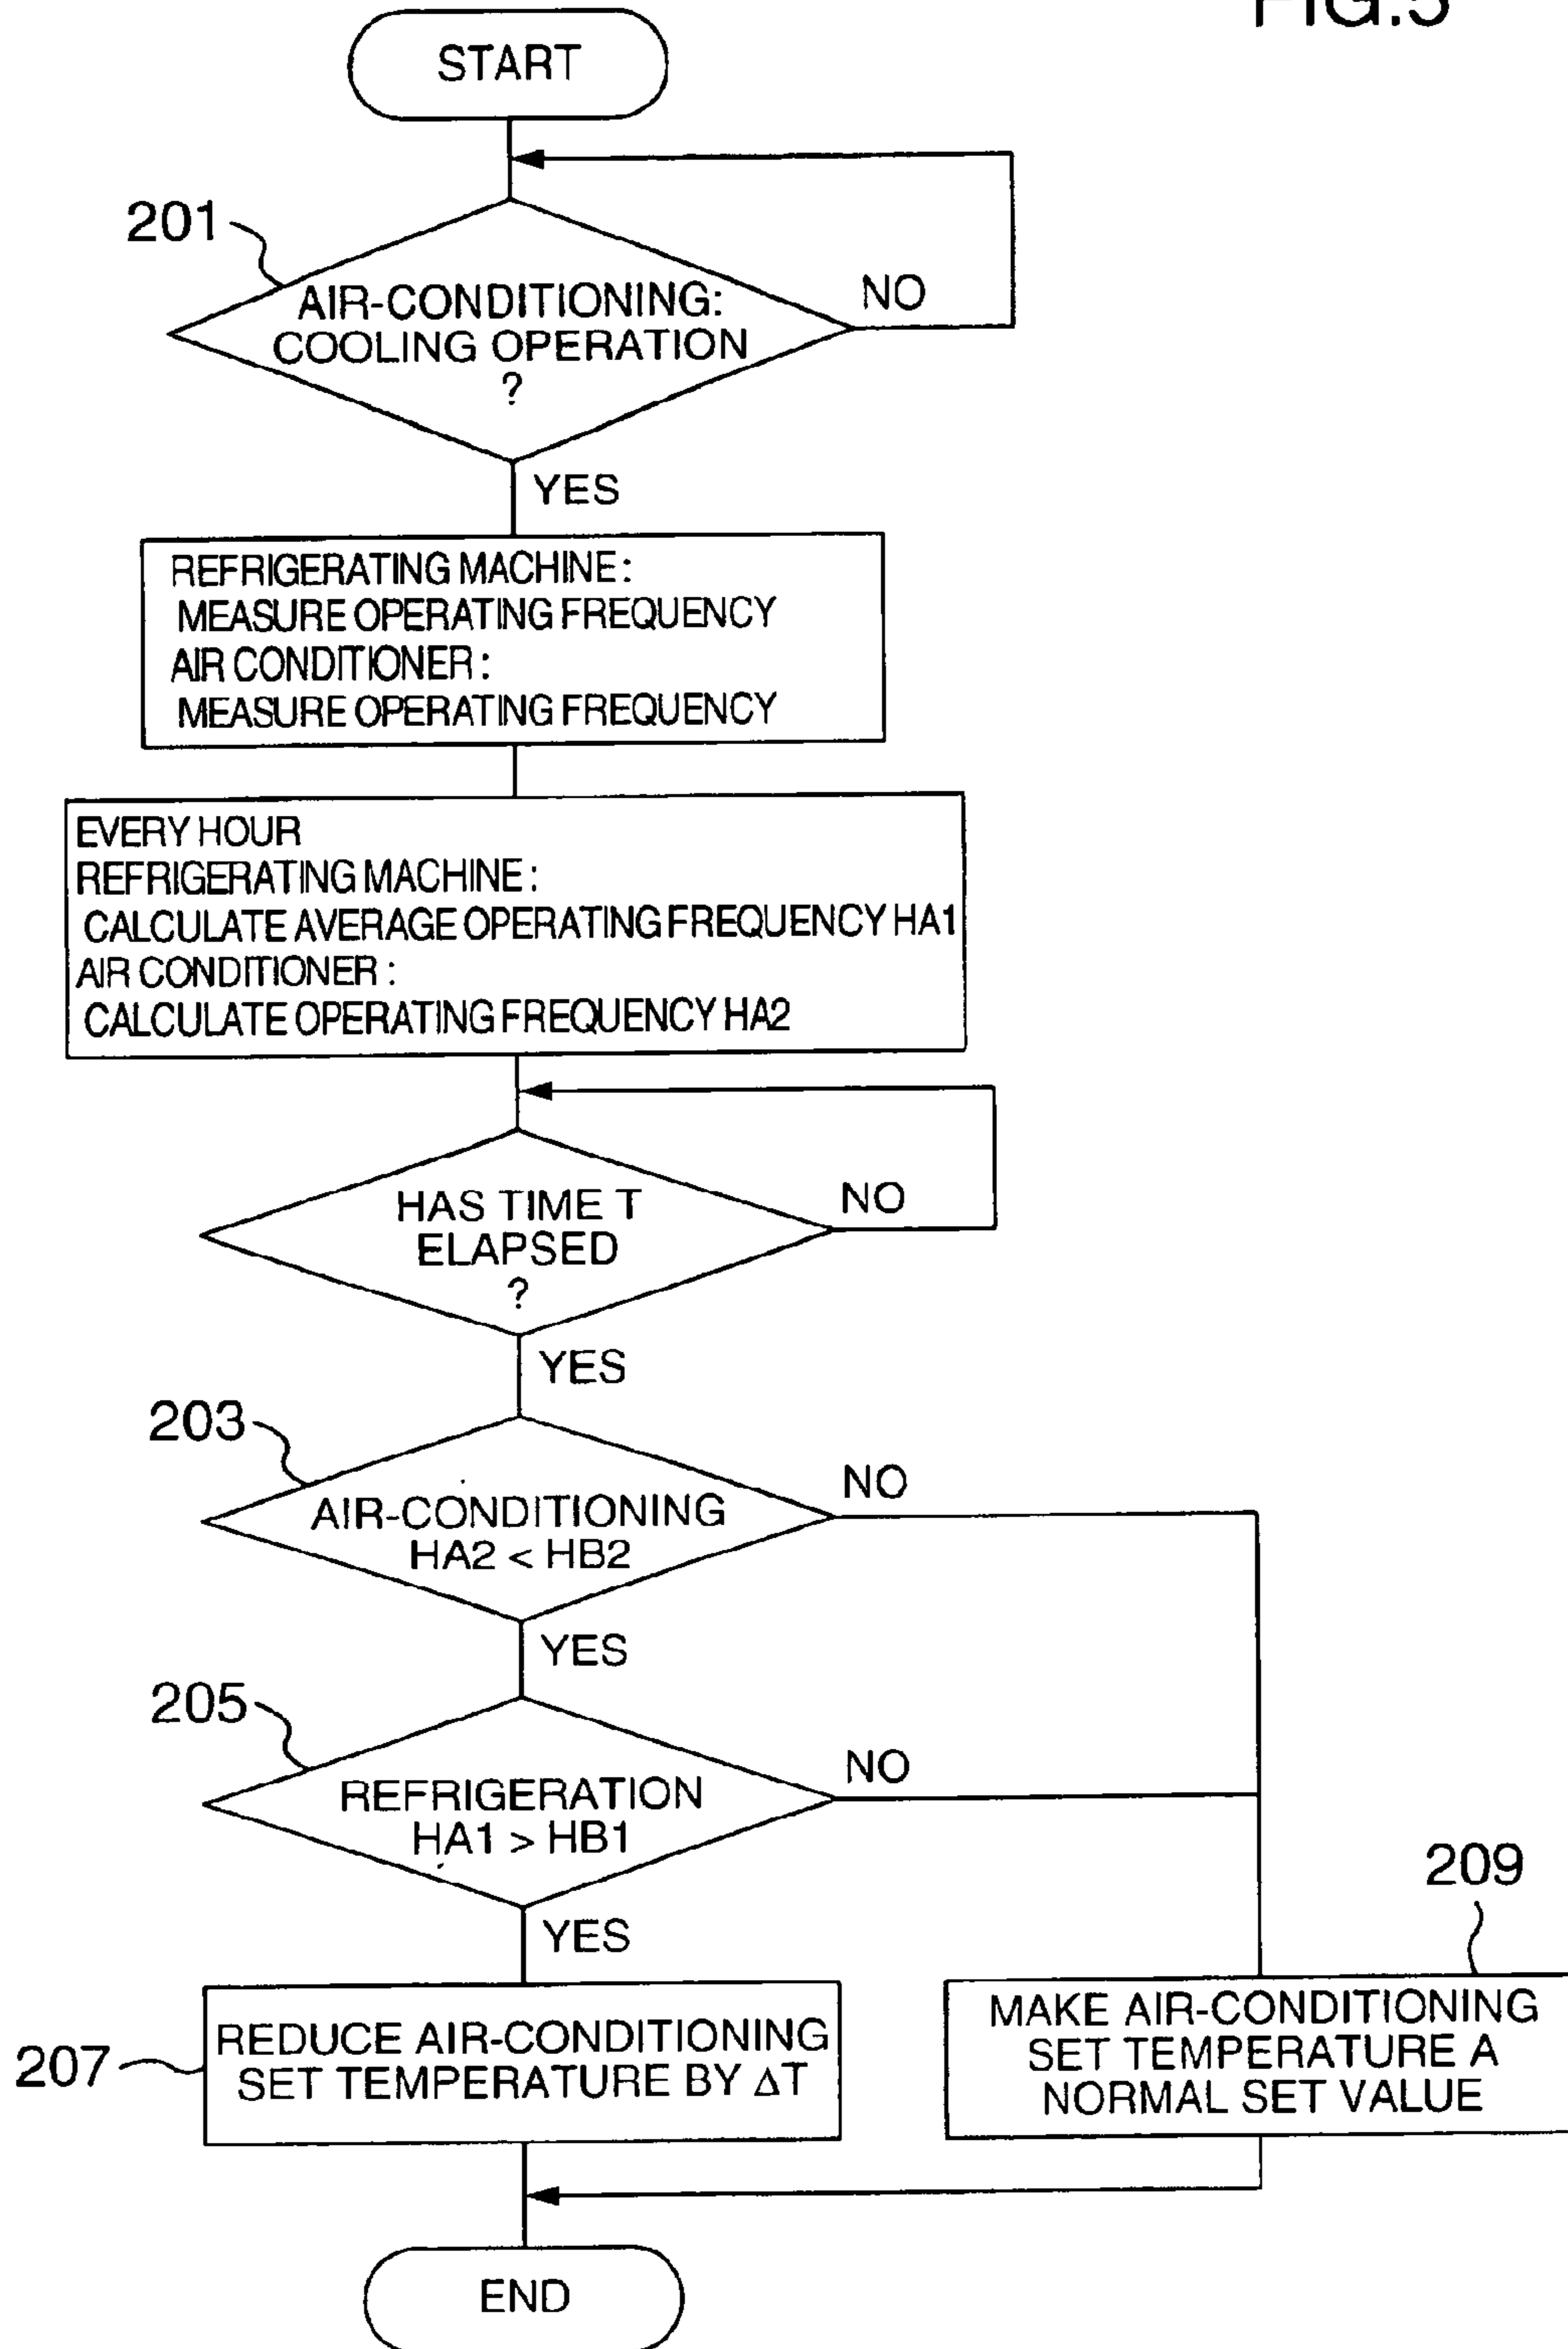 FIG.5
START
201
AIR-CONDITIONING:
COOLING OPERATION
?
NO
YES
REFRIGERATING MACHINE:
MEASURE OPERATING FREQUENCY
AIR CONDITIONER:
MEASURE OPERATING FREQUENCY
EVERY HOUR
REFRIGERATING MACHINE:
CALCULATE AVERAGE OPERATING FREQUENCY HA1
AIR CONDITIONER:
CALCULATE OPERATING FREQUENCY HA2
HAS TIME T
ELAPSED
?
NO
YES
203
AIR-CONDITIONING
HA2 < HB2
NO
YES
205
REFRIGERATION
HA1 > HB1
NO
YES
207
REDUCE AIR-CONDITIONING
SET TEMPERATURE BY ΔT
209
MAKE AIR-CONDITIONING
SET TEMPERATURE A
NORMAL SET VALUE
END